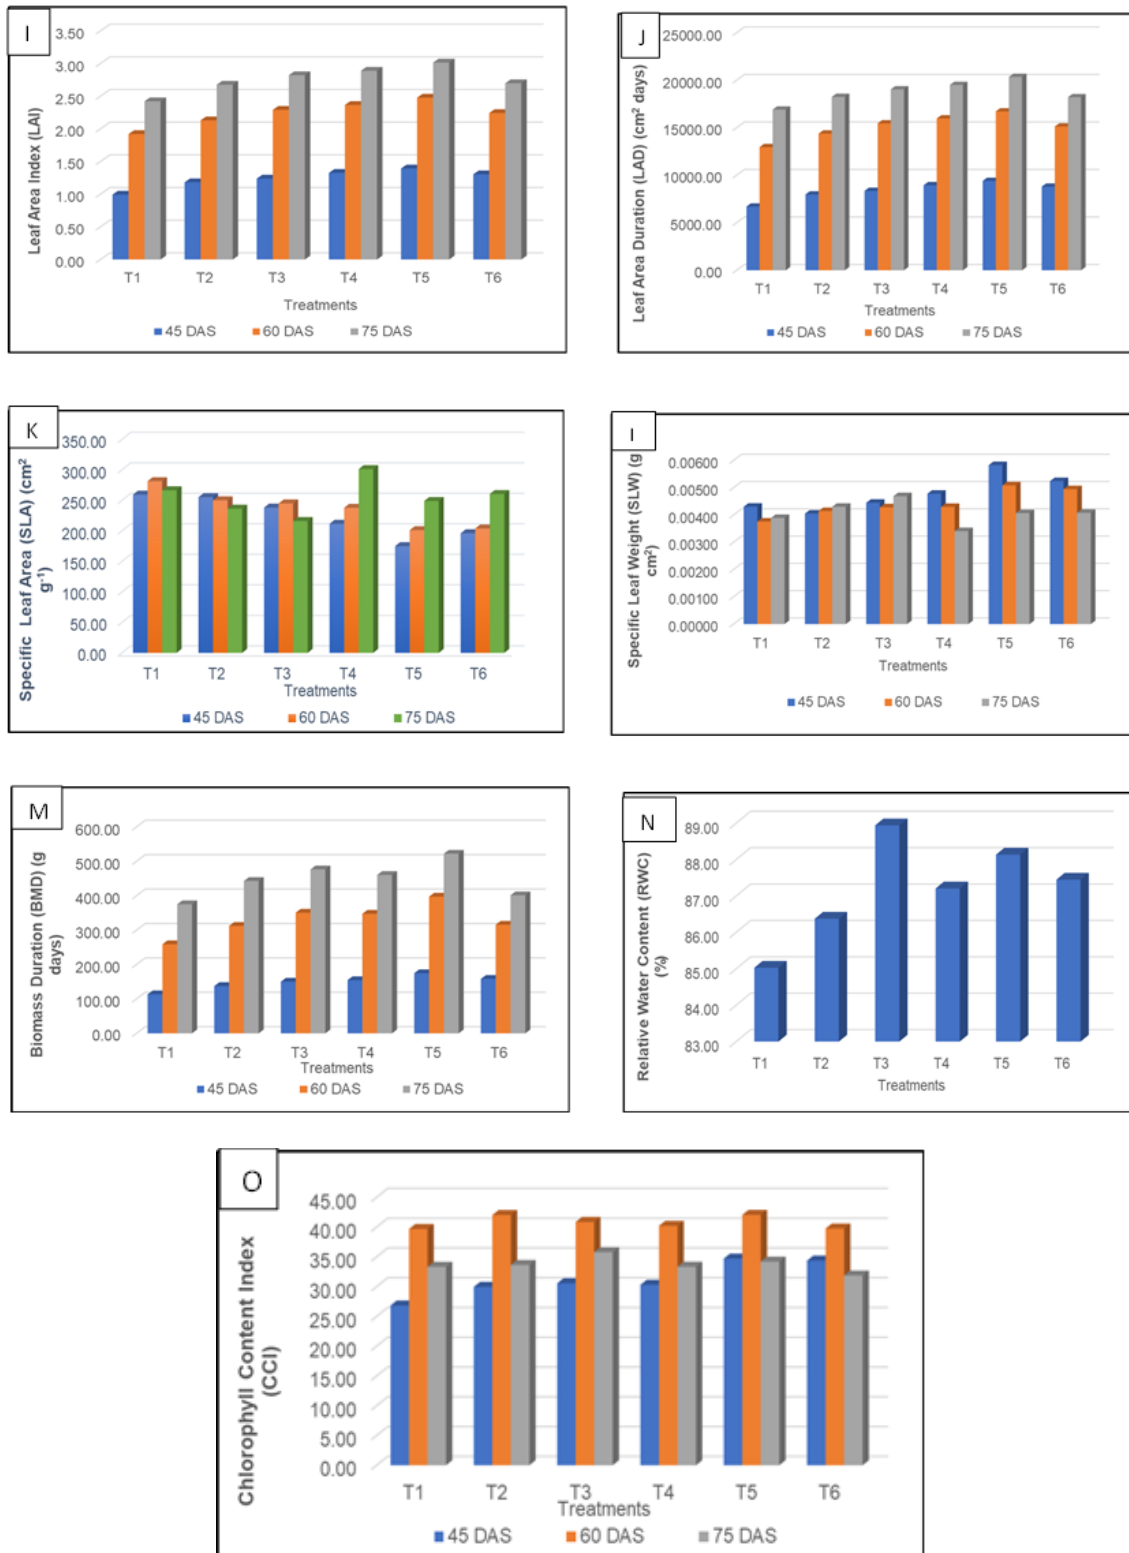 I
3.50
3.00
2.50
2.00
1.50
1.00
0.50
0.00
Leaf Area Index (LAI)
T1 T2 T3 T4 T5 T6
Treatments
45 DAS 60 DAS 75 DAS
J
25000.00
20000.00
15000.00
10000.00
5000.00
0.00
Leaf Area Duration (LAD) (cm² days)
T1 T2 T3 T4 T5 T6
Treatments
45 DAS 60 DAS 75 DAS
K
350.00
300.00
250.00
200.00
150.00
100.00
50.00
0.00
Specific Leaf Area (SLA) (cm²
g⁻¹)
T1 T2 T3 T4 T5 T6
Treatments
45 DAS 60 DAS 75 DAS
I
0.00600
0.00500
0.00400
0.00300
0.00200
0.00100
0.00000
Specific Leaf Weight (SLW) (g
cm²)
T1 T2 T3 T4 T5 T6
Treatments
45 DAS 60 DAS 75 DAS
M
600.00
500.00
400.00
300.00
200.00
100.00
0.00
Biomass Duration (BMD) (g
days)
T1 T2 T3 T4 T5 T6
Treatments
45 DAS 60 DAS 75 DAS
N
89.00
88.00
87.00
86.00
85.00
84.00
83.00
Relative Water Content (RWC)
(%)
T1 T2 T3 T4 T5 T6
Treatments
O
45.00
40.00
35.00
30.00
25.00
20.00
15.00
10.00
5.00
0.00
Chlorophyll Content Index
(CCI)
T1 T2 T3 T4 T5 T6
Treatments
45 DAS 60 DAS 75 DAS